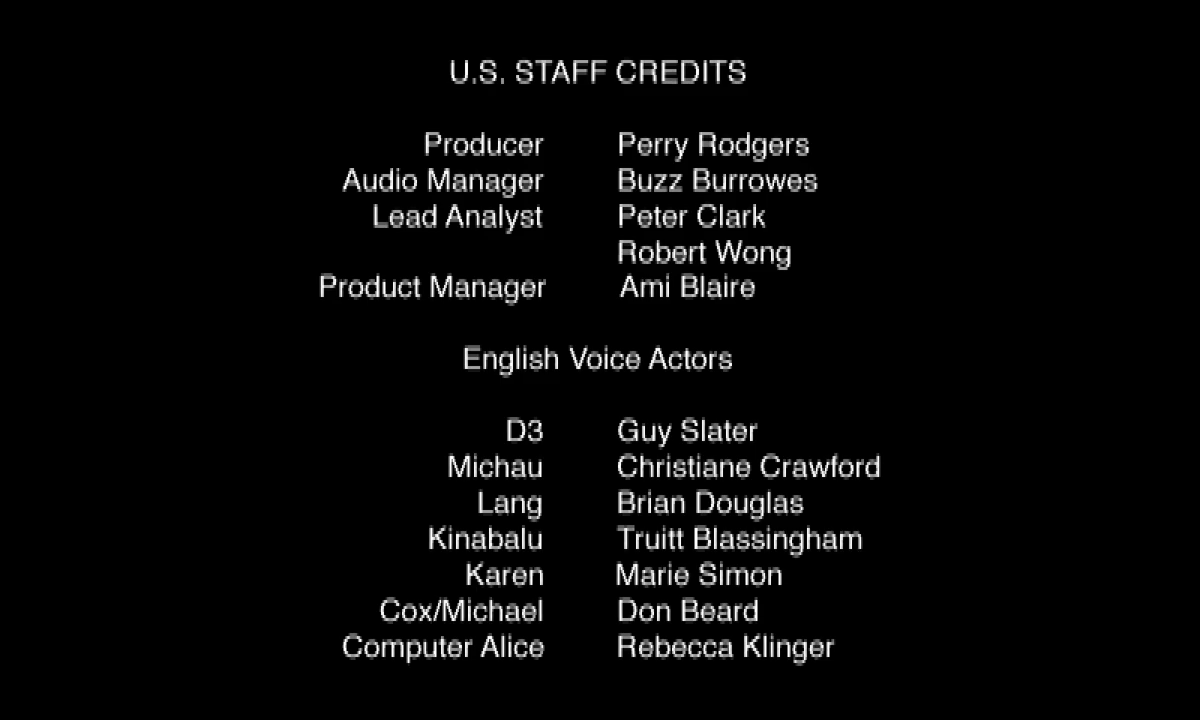 U.S. STAFF CREDITS
Producer Perry Rodgers
Audio Manager Buzz Burrowes
Lead Analyst Peter Clark
Robert Wong
Product Manager Ami Blaire
English Voice Actors
D3 Guy Slater
Michau Christiane Crawford
Lang Brian Douglas
Kinabalu Truitt Blassingham
Karen Marie Simon
Cox/Michael Don Beard
Computer Alice Rebecca Klinger